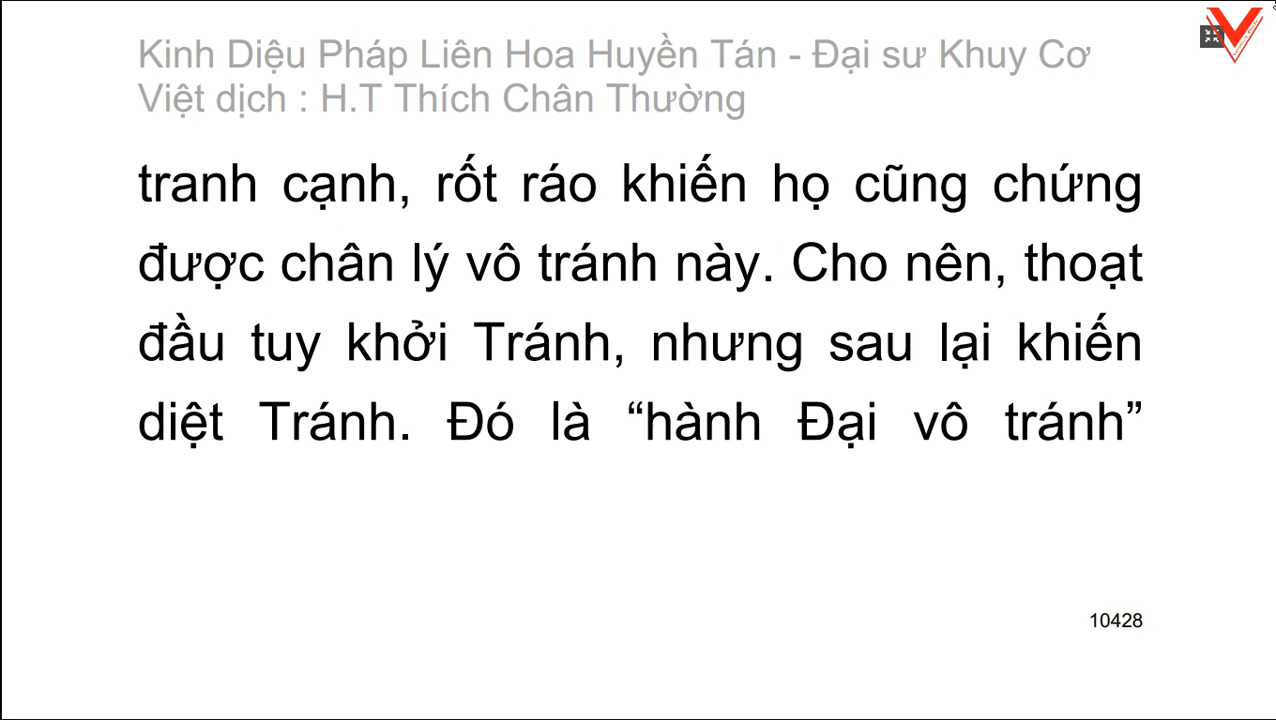 Kinh Diệu Pháp Liên Hoa Huyền Tán - Đại sư Khuy Cơ
Việt dịch : H.T Thích Chân Thường
tranh cạnh, rốt ráo khiến họ cũng chứng
được chân lý vô tránh này. Cho nên, thoạt
đầu tuy khởi Tránh, nhưng sau lại khiến
diệt Tránh. Đó là “hành Đại vô tránh”
10428